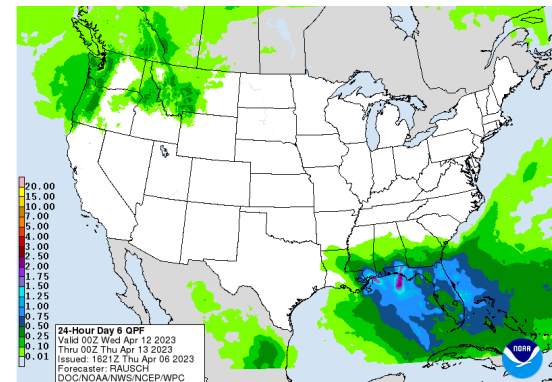 20.00
15.00
10.00
7.00
5.00
4.00
3.00
2.50
2.00
1.75
1.50
1.25
1.00
0.75
0.50
0.25
0.10
0.01
24-Hour Day 6 QPF
Valid 00Z Wed Apr 12 2023
Thru 00Z Thu Apr 13 2023
Issued: 1621Z Thu Apr 06 2023
Forecaster: RAUSCH
DOC/NOAA/NWS/NCEP/WPC
NOAA